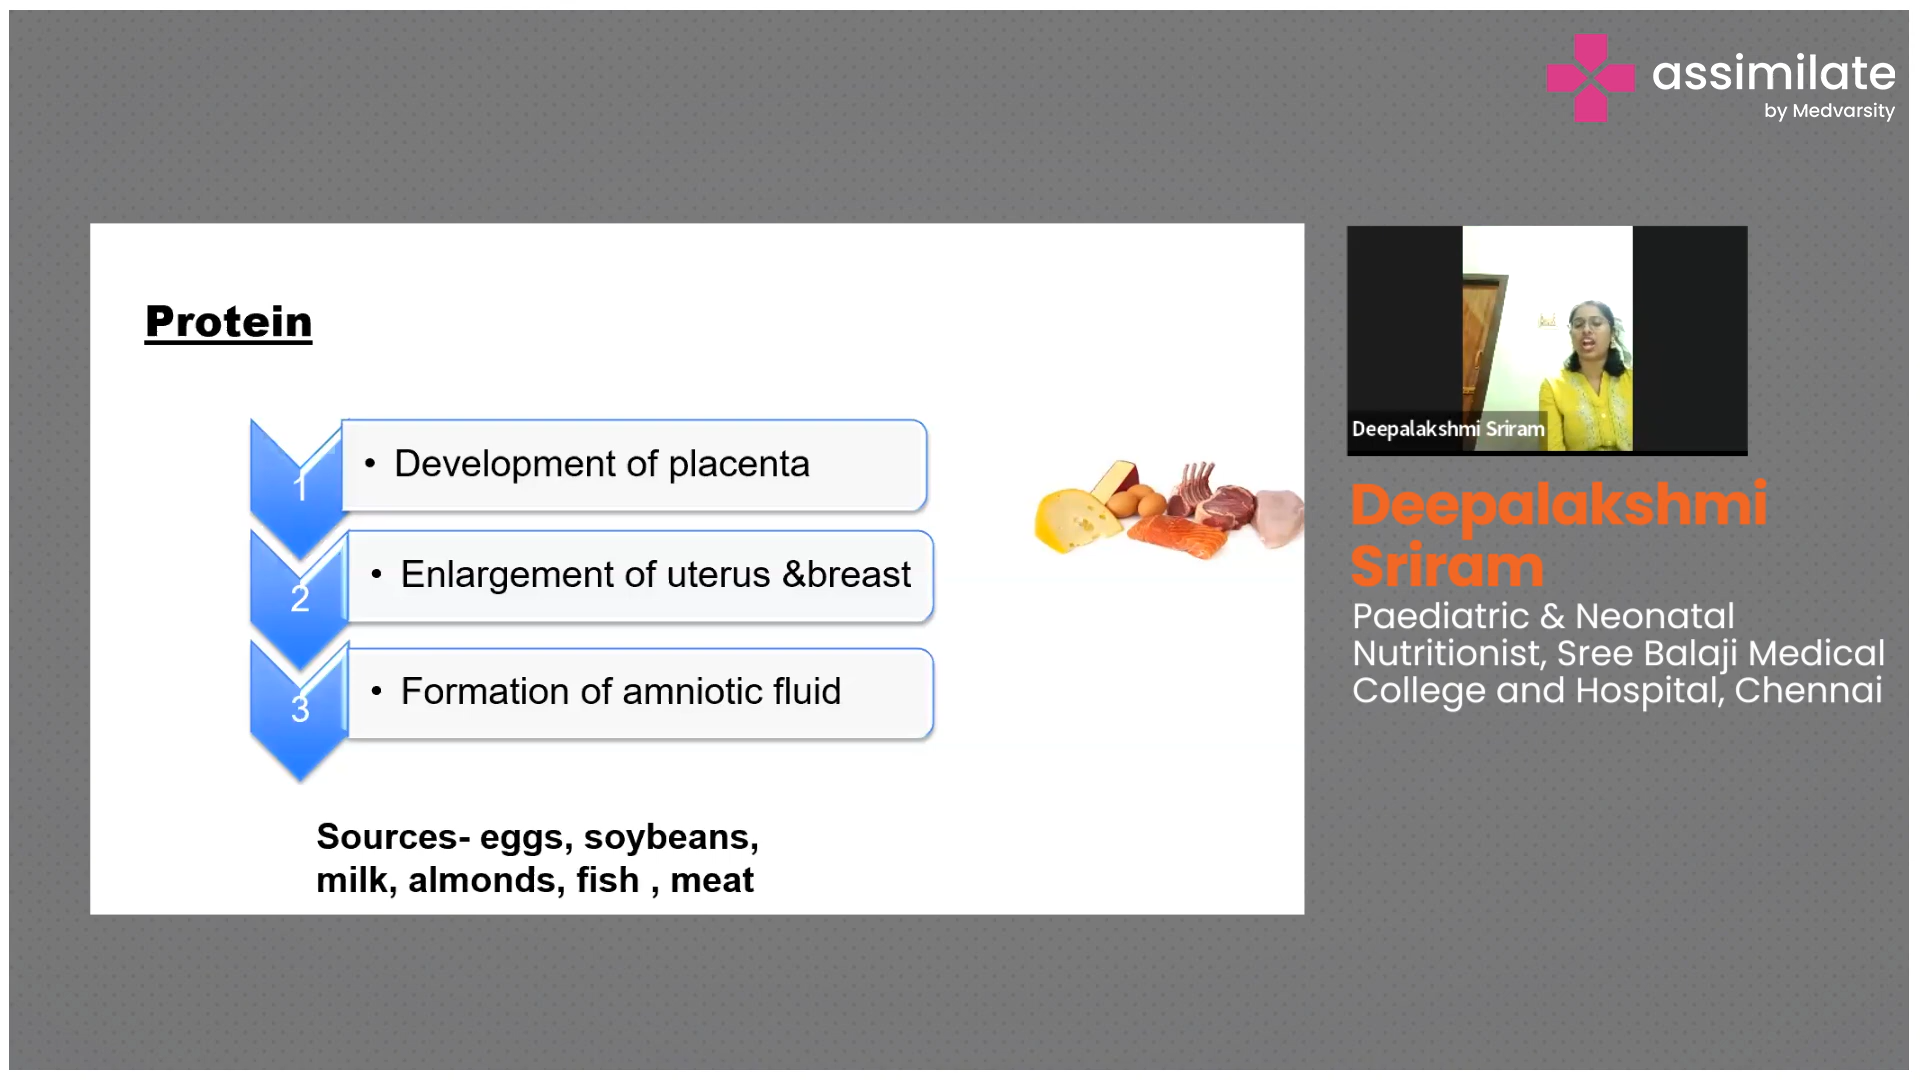 assimilate
by Medvarsity
Protein
1
• Development of placenta
2
• Enlargement of uterus &breast
3
• Formation of amniotic fluid
Sources- eggs, soybeans,
milk, almonds, fish , meat
Deepalakshmi Sriram
Deepalakshmi
Sriram
Paediatric & Neonatal
Nutritionist, Sree Balaji Medical
College and Hospital, Chennai